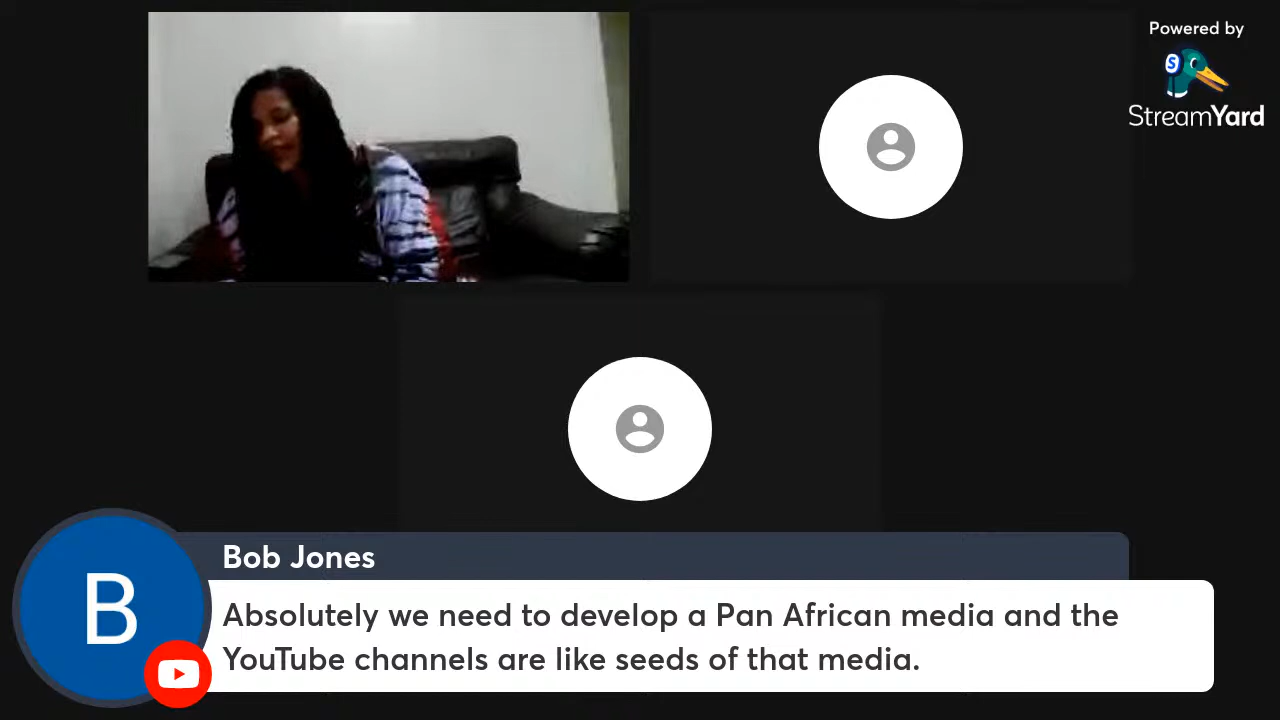 Powered by
S
StreamYard
B
Bob Jones
Absolutely we need to develop a Pan African media and the
YouTube channels are like seeds of that media.